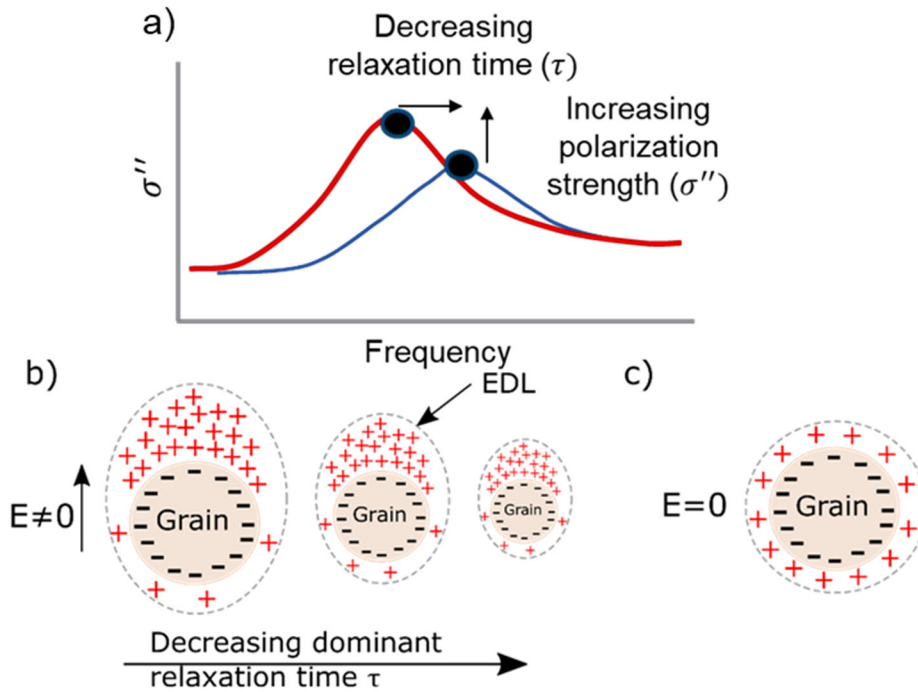 a)
Decreasing
relaxation time (τ)
Increasing
polarization
strength (σ′′)
σ′′
Frequency
b)
EDL
c)
E≠0
Grain
Grain
Grain
E=0
Grain
Decreasing dominant
relaxation time τ